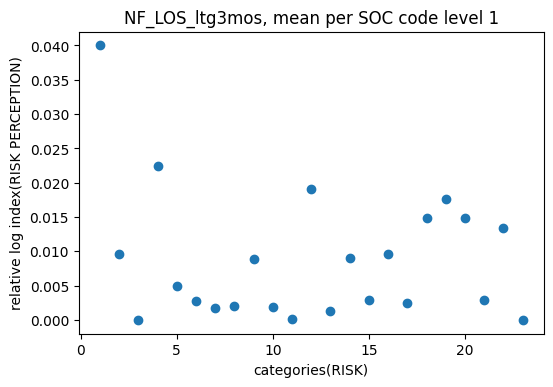 NF_LOS_ltg3mos, mean per SOC code level 1
relative log index(RISK PERCEPTION)
0.040
0.035
0.030
0.025
0.020
0.015
0.010
0.005
0.000
0 5 10 15 20
categories(RISK)